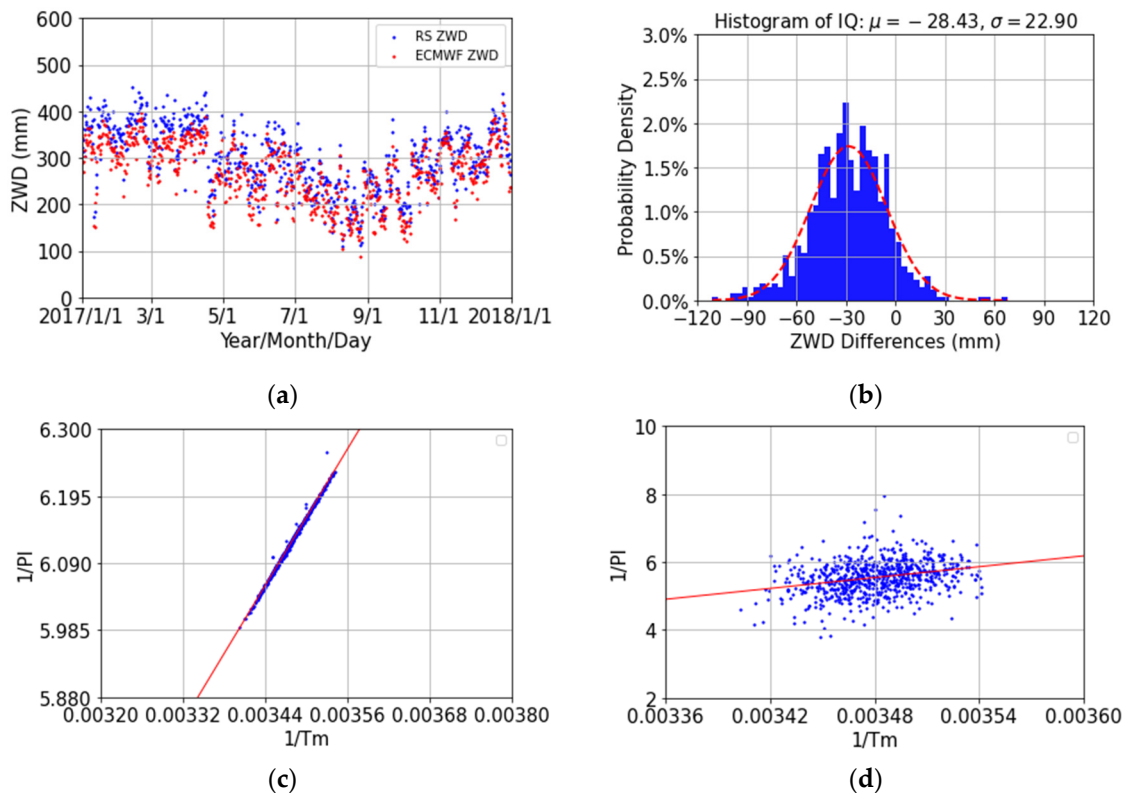 600
500
400
300
200
100
0
ZWD (mm)
RS ZWD
ECMWF ZWD
2017/1/1 3/1 5/1 7/1 9/1 11/1 2018/1/1
Year/Month/Day
(a)
Histogram of IQ: μ = − 28.43, σ = 22.90
3.0%
2.5%
2.0%
1.5%
1.0%
0.5%
0.0%
Probability Density
−120 −90 −60 −30 0 30 60 90 120
ZWD Differences (mm)
(b)
6.300
6.195
6.090
5.985
5.880
1/PI
0.00320 0.00332 0.00344 0.00356 0.00368 0.00380
1/Tm
(c)
10
8
6
4
2
1/PI
0.00336 0.00342 0.00348 0.00354 0.00360
1/Tm
(d)